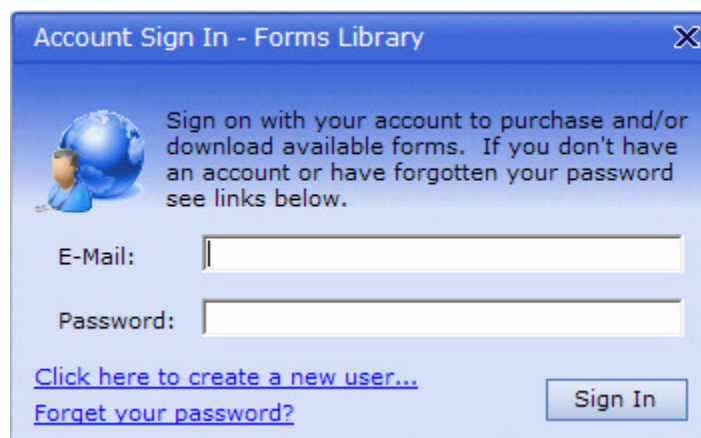 Account Sign In - Forms Library
Sign on with your account to purchase and/or
download available forms.  If you don't have
an account or have forgotten your password
see links below.
E-Mail:
Password:
Click here to create a new user...
Forget your password?
Sign In